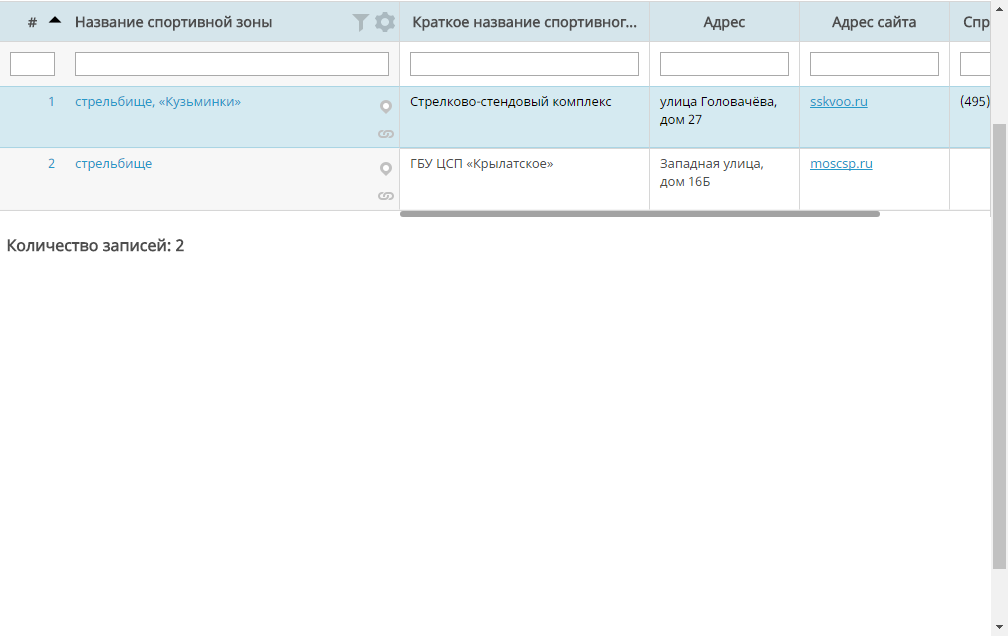 # Название спортивной зоны Краткое название спортивног... Адрес Адрес сайта Спр
1 стрельбище, «Кузьминки» Стрелково-стендовый комплекс улица Головачёва, sskvoo.ru (495)
дом 27
2 стрельбище ГБУ ЦСП «Крылатское» Западная улица, moscsp.ru
дом 16Б
Количество записей: 2